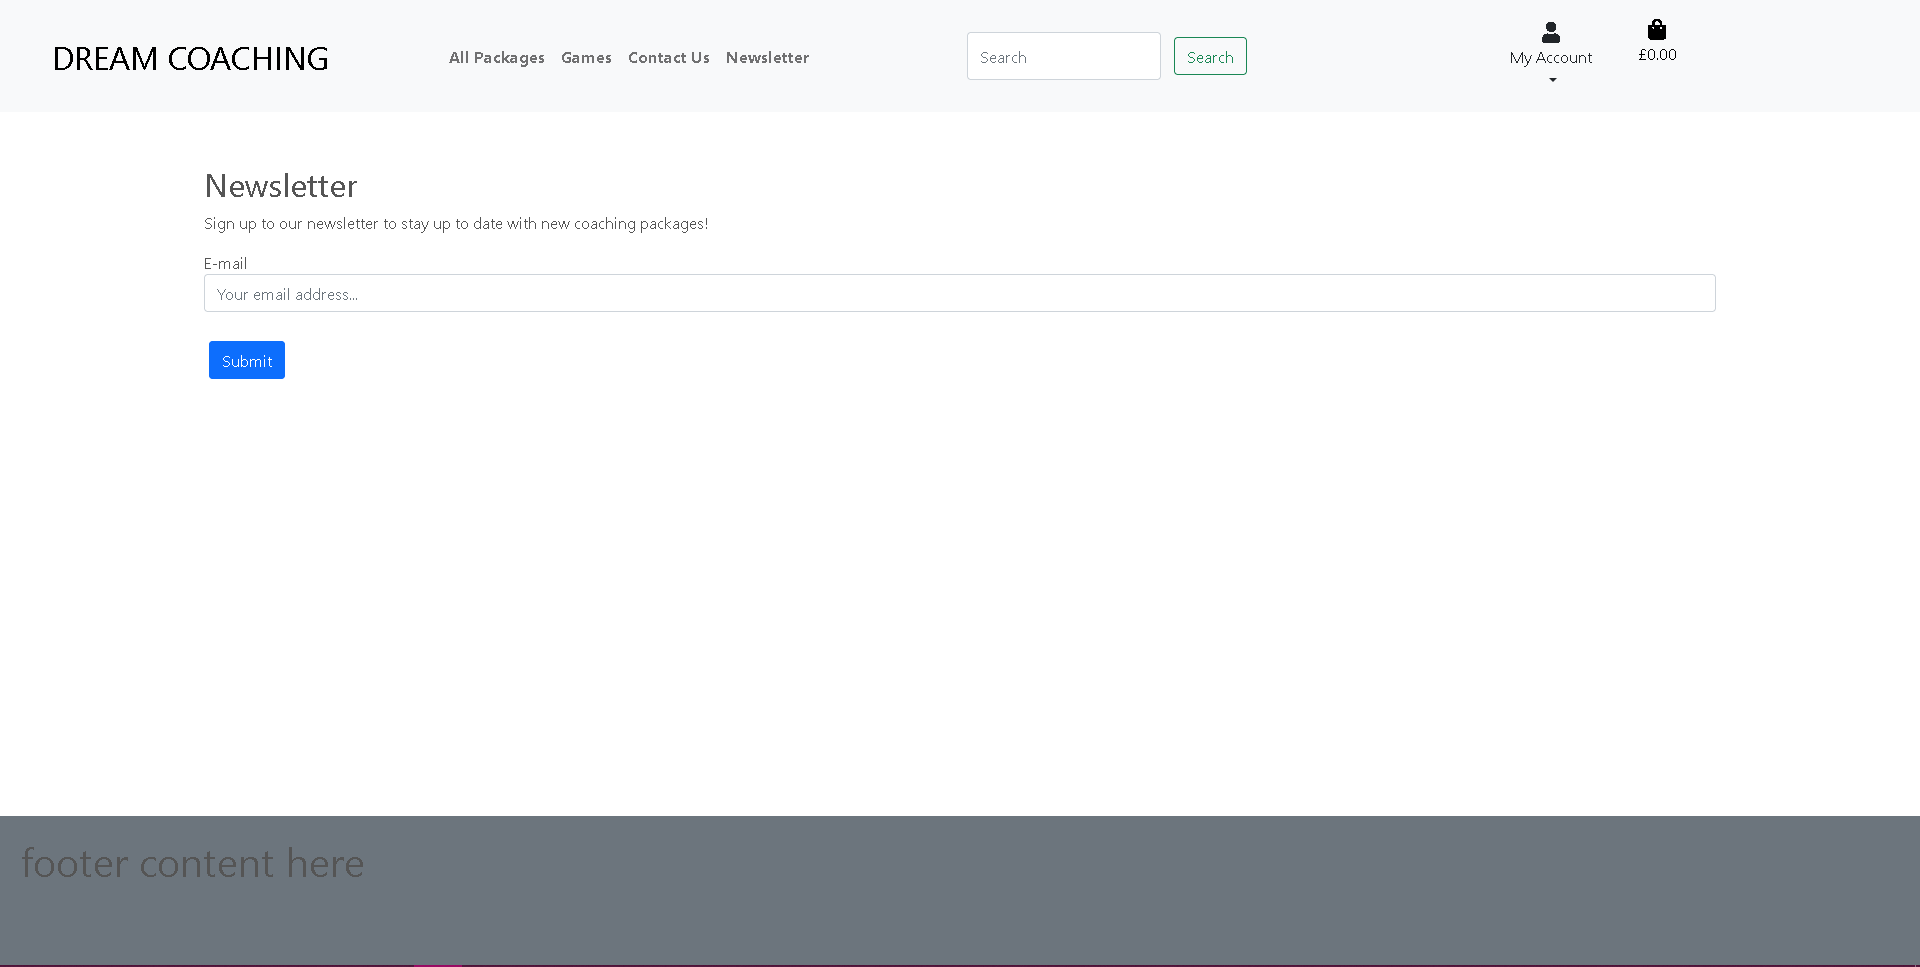 DREAM COACHING
All Packages Games Contact Us Newsletter
Search
Search
My Account
£0.00
Newsletter
Sign up to our newsletter to stay up to date with new coaching packages!
E-mail
Your email address...
Submit
footer content here